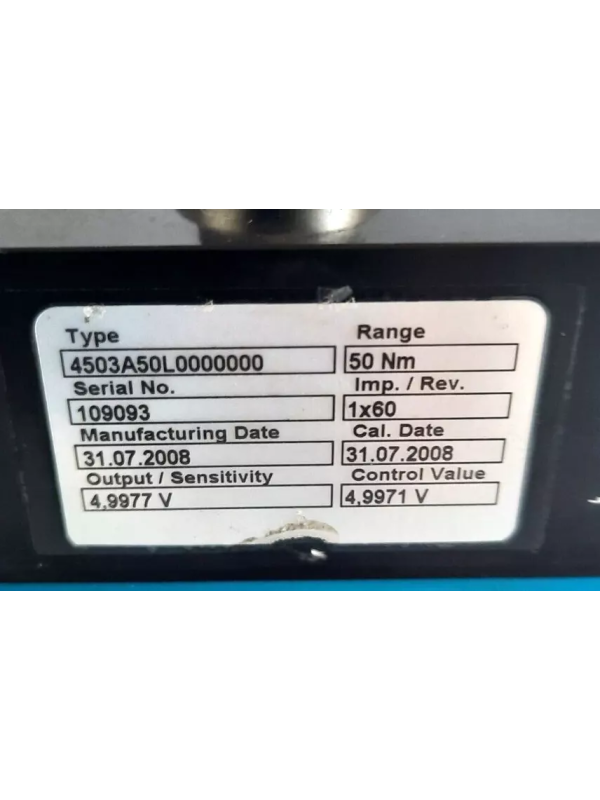 Type Range
4503A50L0000000 50 Nm
Serial No. Imp. / Rev.
109093 1x60
Manufacturing Date Cal. Date
31.07.2008 31.07.2008
Output / Sensitivity Control Value
4,9977 V 4,9971 V